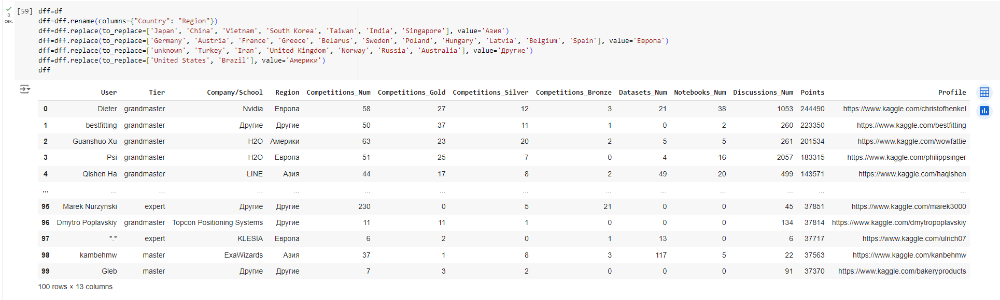 [59] dff=df
0
сек.
dff=dff.rename(columns={"Country": "Region"})
dff=dff.replace(to_replace=['Japan', 'China', 'Vietnam', 'South Korea', 'Taiwan', 'India', 'Singapore'], value='Азия')
dff=dff.replace(to_replace=['Germany', 'Austria', 'France', 'Greece', 'Belarus', 'Sweden', 'Poland', 'Hungary', 'Latvia', 'Belgium', 'Spain'], value='Европа')
dff=dff.replace(to_replace=['unknown', 'Turkey', 'Iran', 'United Kingdom', 'Norway', 'Russia', 'Australia'], value='Другие')
dff=dff.replace(to_replace=['United States', 'Brazil'], value='Америки')
dff
User Tier Company/School Region Competitions_Num Competitions_Gold Competitions_Silver Competitions_Bronze Datasets_Num Notebooks_Num Discussions_Num Points Profile
0 Dieter grandmaster Nvidia Европа 58 27 12 3 21 38 1053 244490 https://www.kaggle.com/christofhenkel
1 bestfitting grandmaster Другие Другие 50 37 11 1 0 2 260 223350 https://www.kaggle.com/bestfitting
2 Guanshuo Xu grandmaster H2O Америки 63 23 20 2 5 5 261 201534 https://www.kaggle.com/wowfattie
3 Psi grandmaster H2O Европа 51 25 7 0 4 16 2057 183315 https://www.kaggle.com/philippsinger
4 Qishen Ha grandmaster LINE Азия 44 17 8 2 49 20 499 143571 https://www.kaggle.com/haqishen
... ... ... ... ... ... ... ... ... ... ... ... ... ...
95 Marek Nurzynski expert Другие Другие 230 0 5 21 0 0 45 37851 https://www.kaggle.com/marek3000
96 Dmytro Poplavskiy grandmaster Topcon Positioning Systems Другие 11 11 1 0 0 0 134 37814 https://www.kaggle.com/dmytropoplavskiy
97 *.* expert KLESIA Европа 6 2 0 1 13 0 6 37717 https://www.kaggle.com/ulrich07
98 kambehmw master ExaWizards Азия 37 1 8 3 117 5 22 37563 https://www.kaggle.com/kanbehmw
99 Gleb master Другие Другие 7 3 2 0 0 0 91 37370 https://www.kaggle.com/bakeryproducts
100 rows × 13 columns